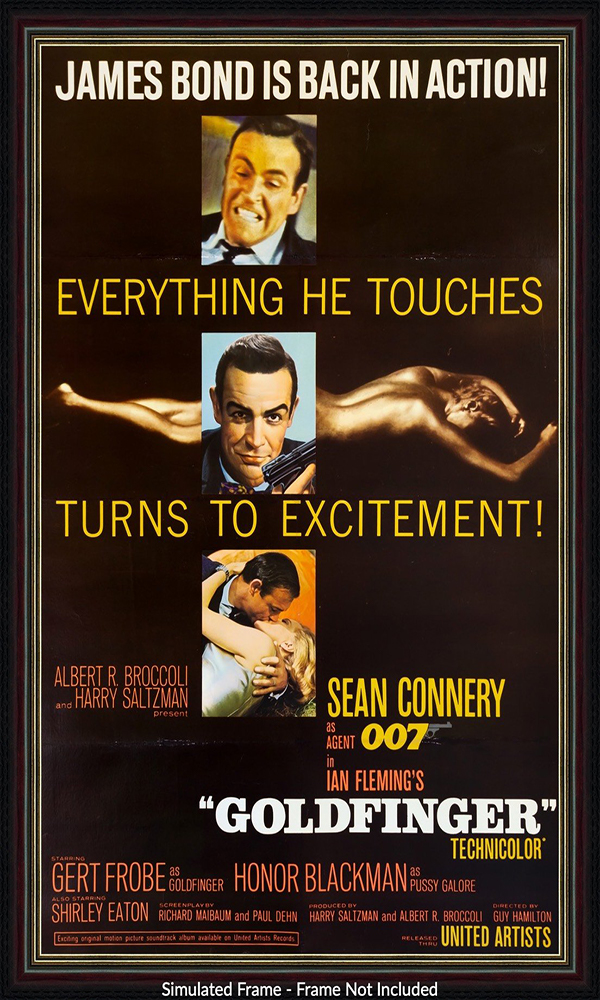 JAMES BOND IS BACK IN ACTION!
EVERYTHING HE TOUCHES
TURNS TO EXCITEMENT!
ALBERT R. BROCCOLI
and HARRY SALTZMAN
present
SEAN CONNERY
as
AGENT 007
in
IAN FLEMING'S
“GOLDFINGER”
TECHNICOLOR®
STARRING
GERT FROBE as GOLDFINGER HONOR BLACKMAN as PUSSY GALORE
ALSO STARRING
SHIRLEY EATON
SCREENPLAY BY
RICHARD MAIBAUM and PAUL DEHN
PRODUCED BY
HARRY SALTZMAN and ALBERT R. BROCCOLI
DIRECTED BY
GUY HAMILTON
Exciting original motion picture soundtrack album available on United Artists Records.
RELEASED THRU UNITED ARTISTS
Simulated Frame - Frame Not Included